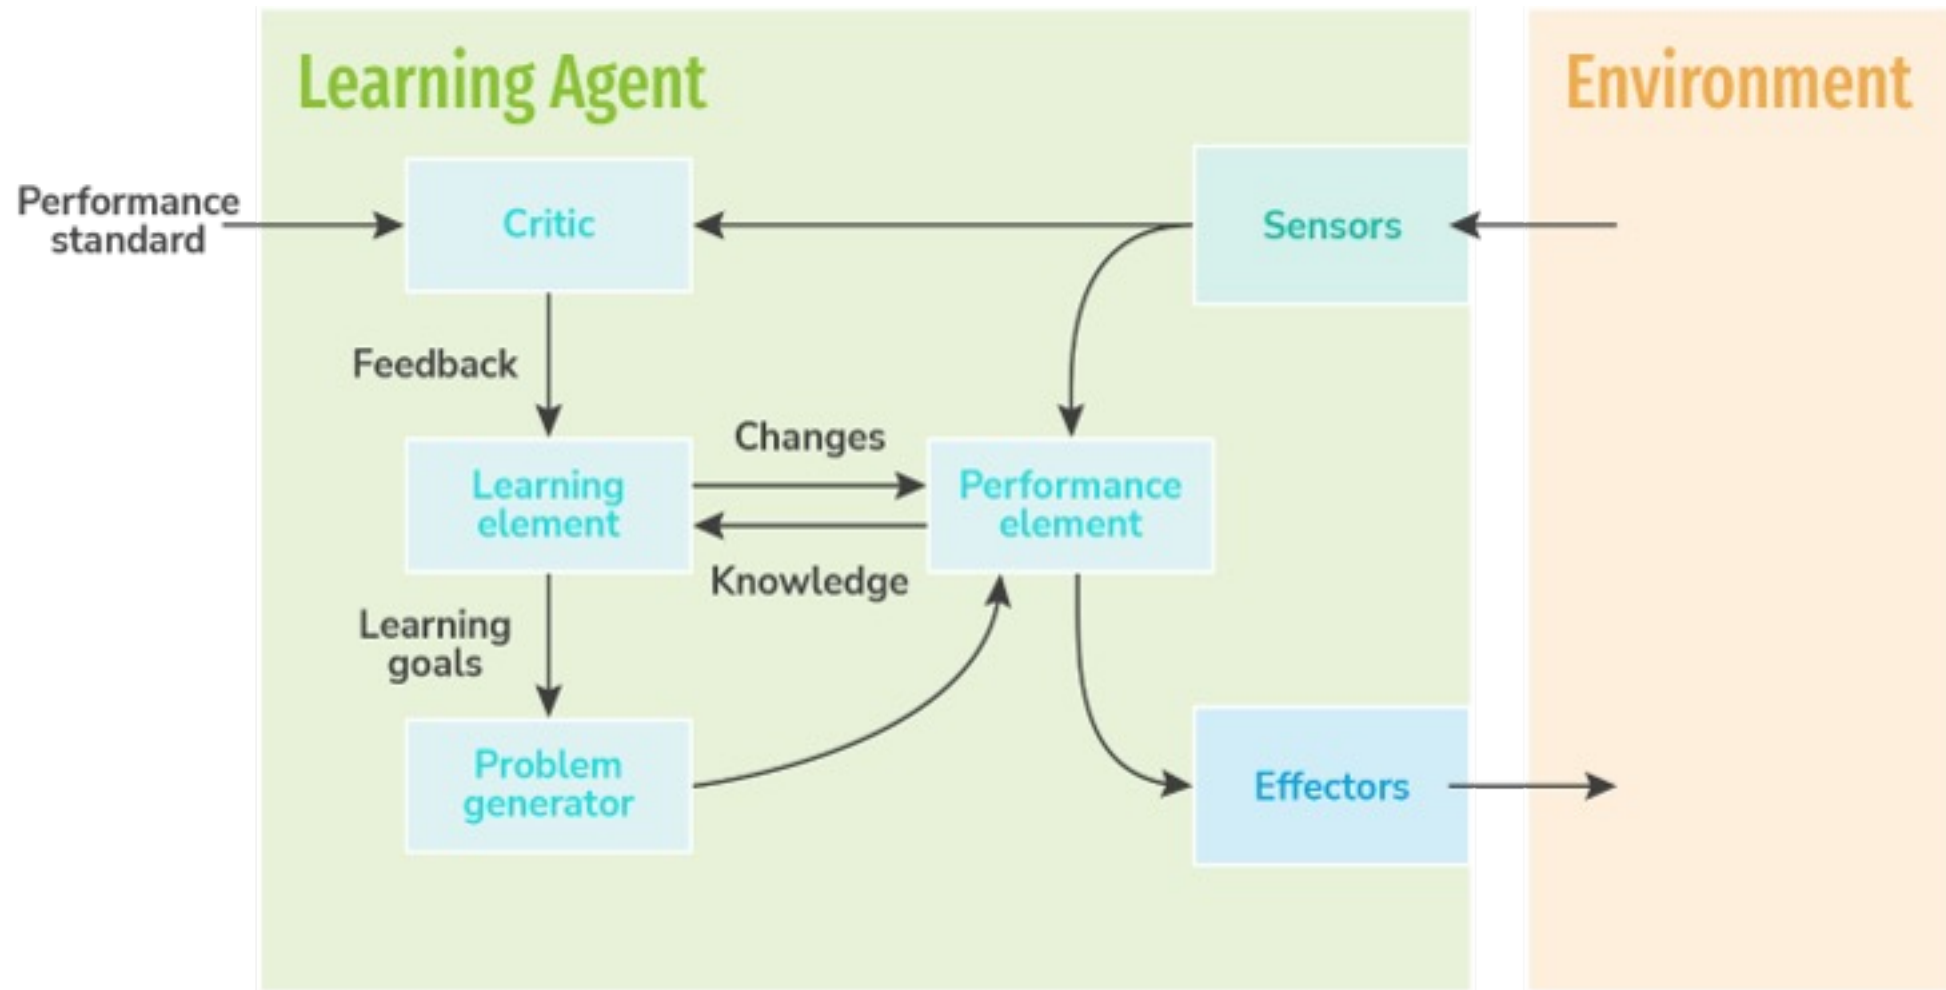 Learning Agent
Environment
Performance
standard
Critic
Sensors
Feedback
Changes
Learning
element
Performance
element
Knowledge
Learning
goals
Problem
generator
Effectors